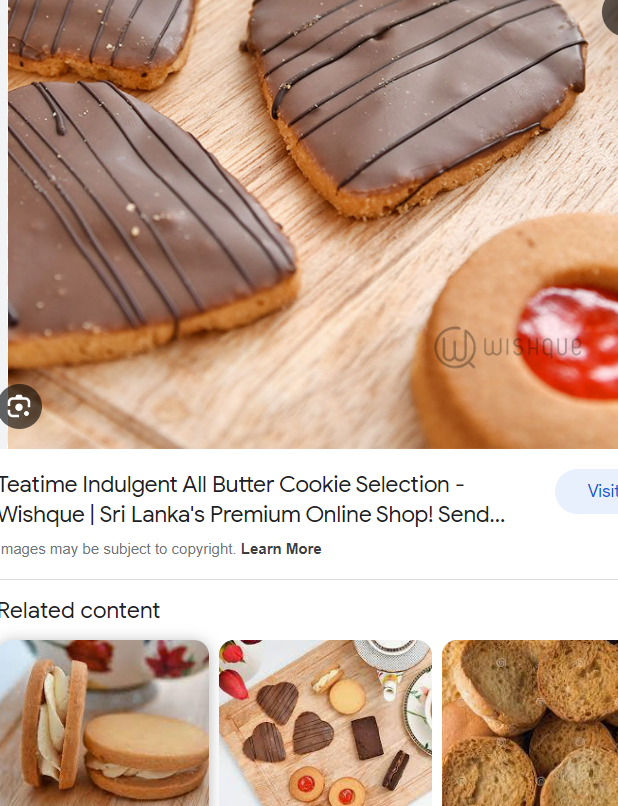 WISHQUE
Teatime Indulgent All Butter Cookie Selection -
Wishque | Sri Lanka's Premium Online Shop! Send...
mages may be subject to copyright. Learn More
Visit
Related content